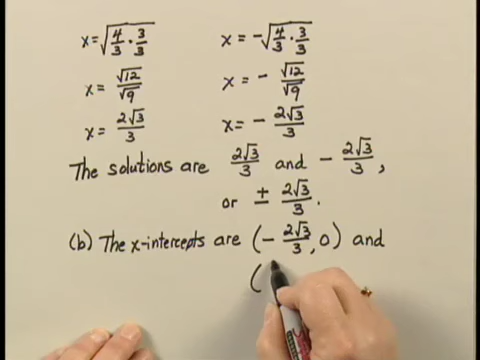 x = √(4/3 · 3/3)    x = -√(4/3 · 3/3)
x = √12/√9    x = - √12/√9
x = 2√3/3    x = - 2√3/3
The solutions are 2√3/3 and - 2√3/3,
or ± 2√3/3.
(b) The x-intercepts are (- 2√3/3, 0) and
(